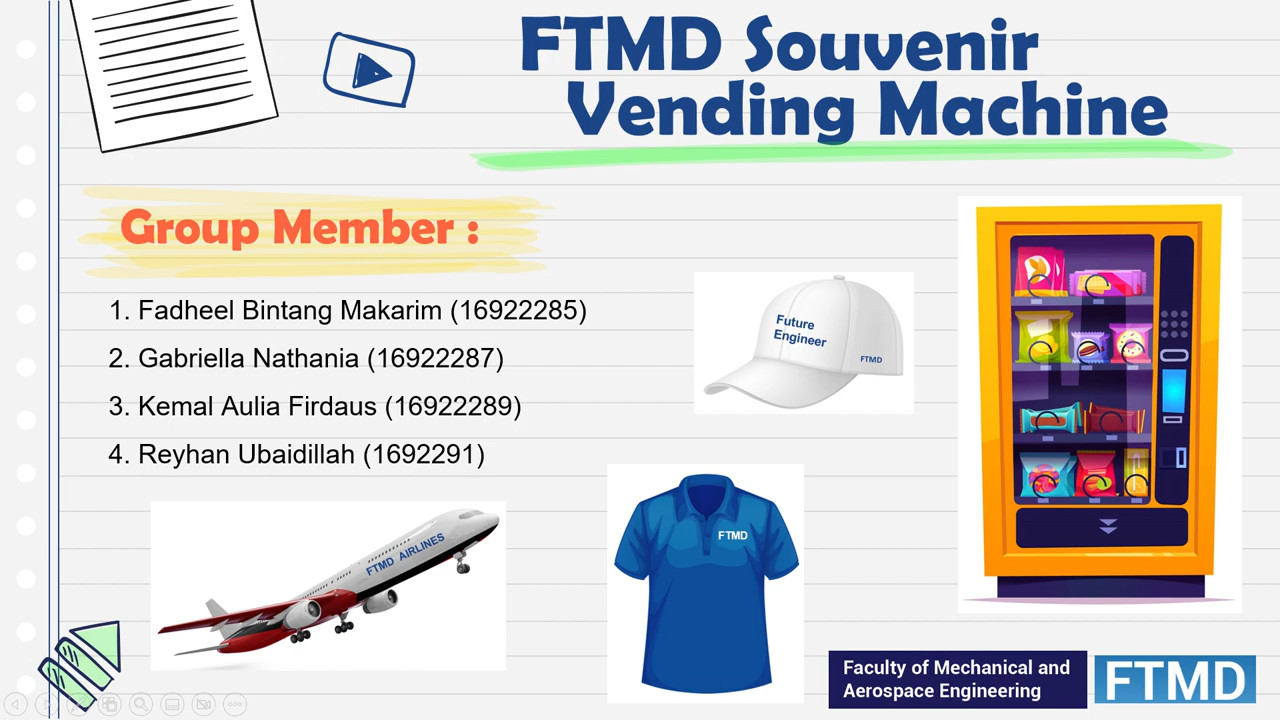 FTMD Souvenir
Vending Machine
Group Member :
1. Fadheel Bintang Makarim (16922285)
2. Gabriella Nathania (16922287)
3. Kemal Aulia Firdaus (16922289)
4. Reyhan Ubaidillah (1692291)
Future
Engineer
FTMD
FTMD AIRLINES
FTMD
Faculty of Mechanical and
Aerospace Engineering
FTMD